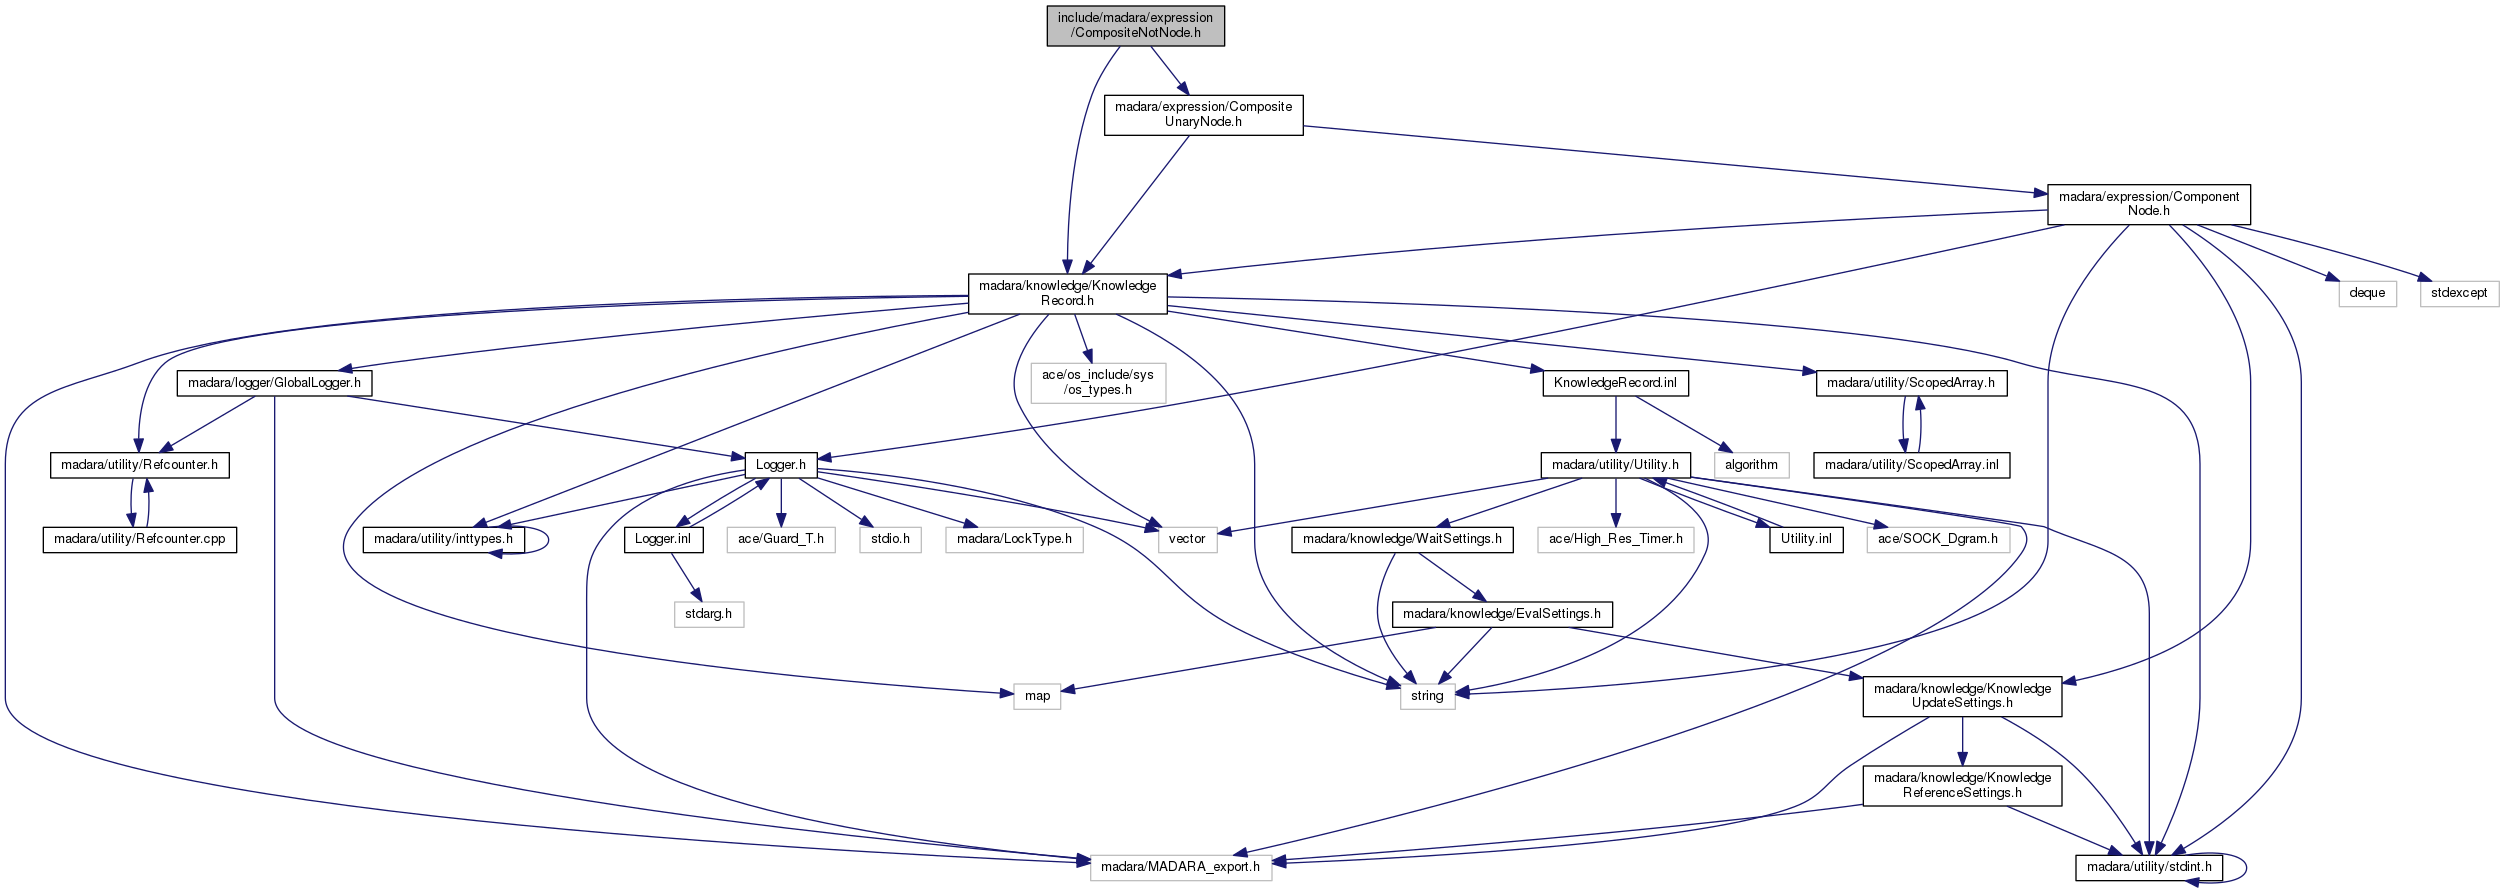 include/madara/expression
/CompositeNotNode.h
madara/expression/Composite
UnaryNode.h
madara/expression/Component
Node.h
madara/knowledge/Knowledge
Record.h
deque
stdexcept
madara/logger/GlobalLogger.h
ace/os_include/sys
/os_types.h
KnowledgeRecord.inl
madara/utility/ScopedArray.h
madara/utility/Refcounter.h
Logger.h
madara/utility/Utility.h
algorithm
madara/utility/ScopedArray.inl
madara/utility/Refcounter.cpp
madara/utility/inttypes.h
Logger.inl
ace/Guard_T.h
stdio.h
madara/LockType.h
vector
madara/knowledge/WaitSettings.h
ace/High_Res_Timer.h
Utility.inl
ace/SOCK_Dgram.h
stdarg.h
madara/knowledge/EvalSettings.h
map
string
madara/knowledge/Knowledge
UpdateSettings.h
madara/knowledge/Knowledge
ReferenceSettings.h
madara/MADARA_export.h
madara/utility/stdint.h